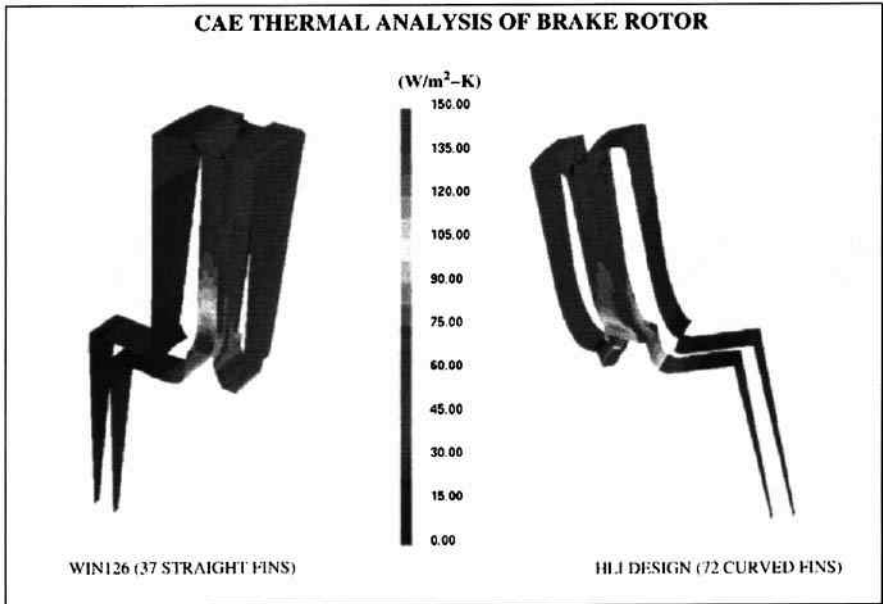 CAE THERMAL ANALYSIS OF BRAKE ROTOR
(W/m²–K)
150.00
135.00
120.00
105.00
90.00
75.00
60.00
45.00
30.00
15.00
0.00
WIN126 (37 STRAIGHT FINS)
HLI DESIGN (72 CURVED FINS)